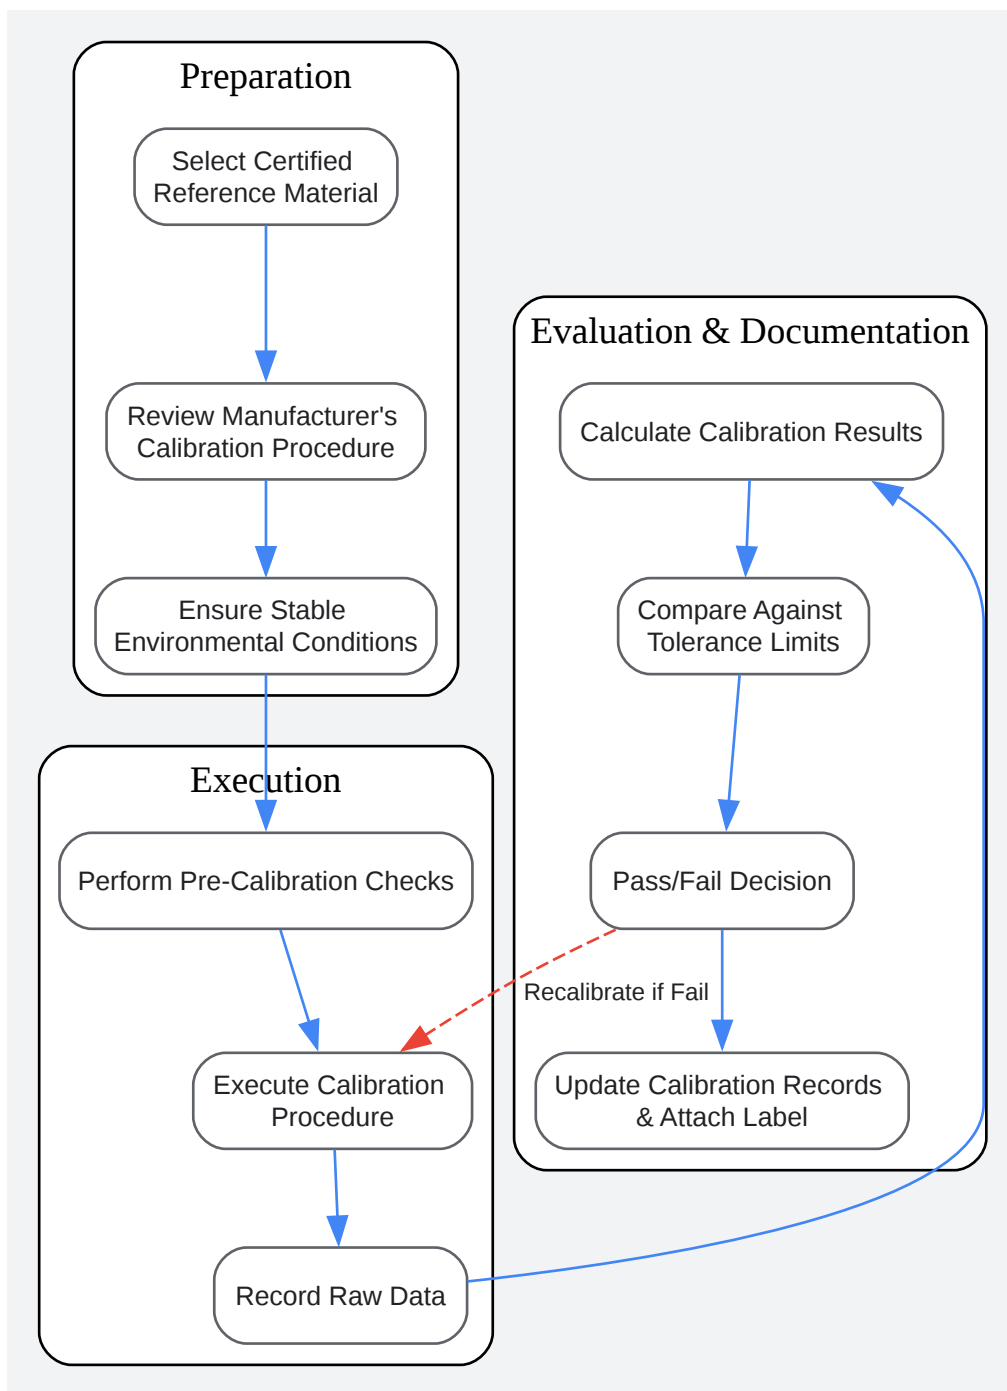 Preparation
Select Certified
Reference Material
Review Manufacturer's
Calibration Procedure
Ensure Stable
Environmental Conditions
Execution
Perform Pre-Calibration Checks
Execute Calibration
Procedure
Record Raw Data
Evaluation & Documentation
Calculate Calibration Results
Compare Against
Tolerance Limits
Pass/Fail Decision
Recalibrate if Fail
Update Calibration Records
& Attach Label